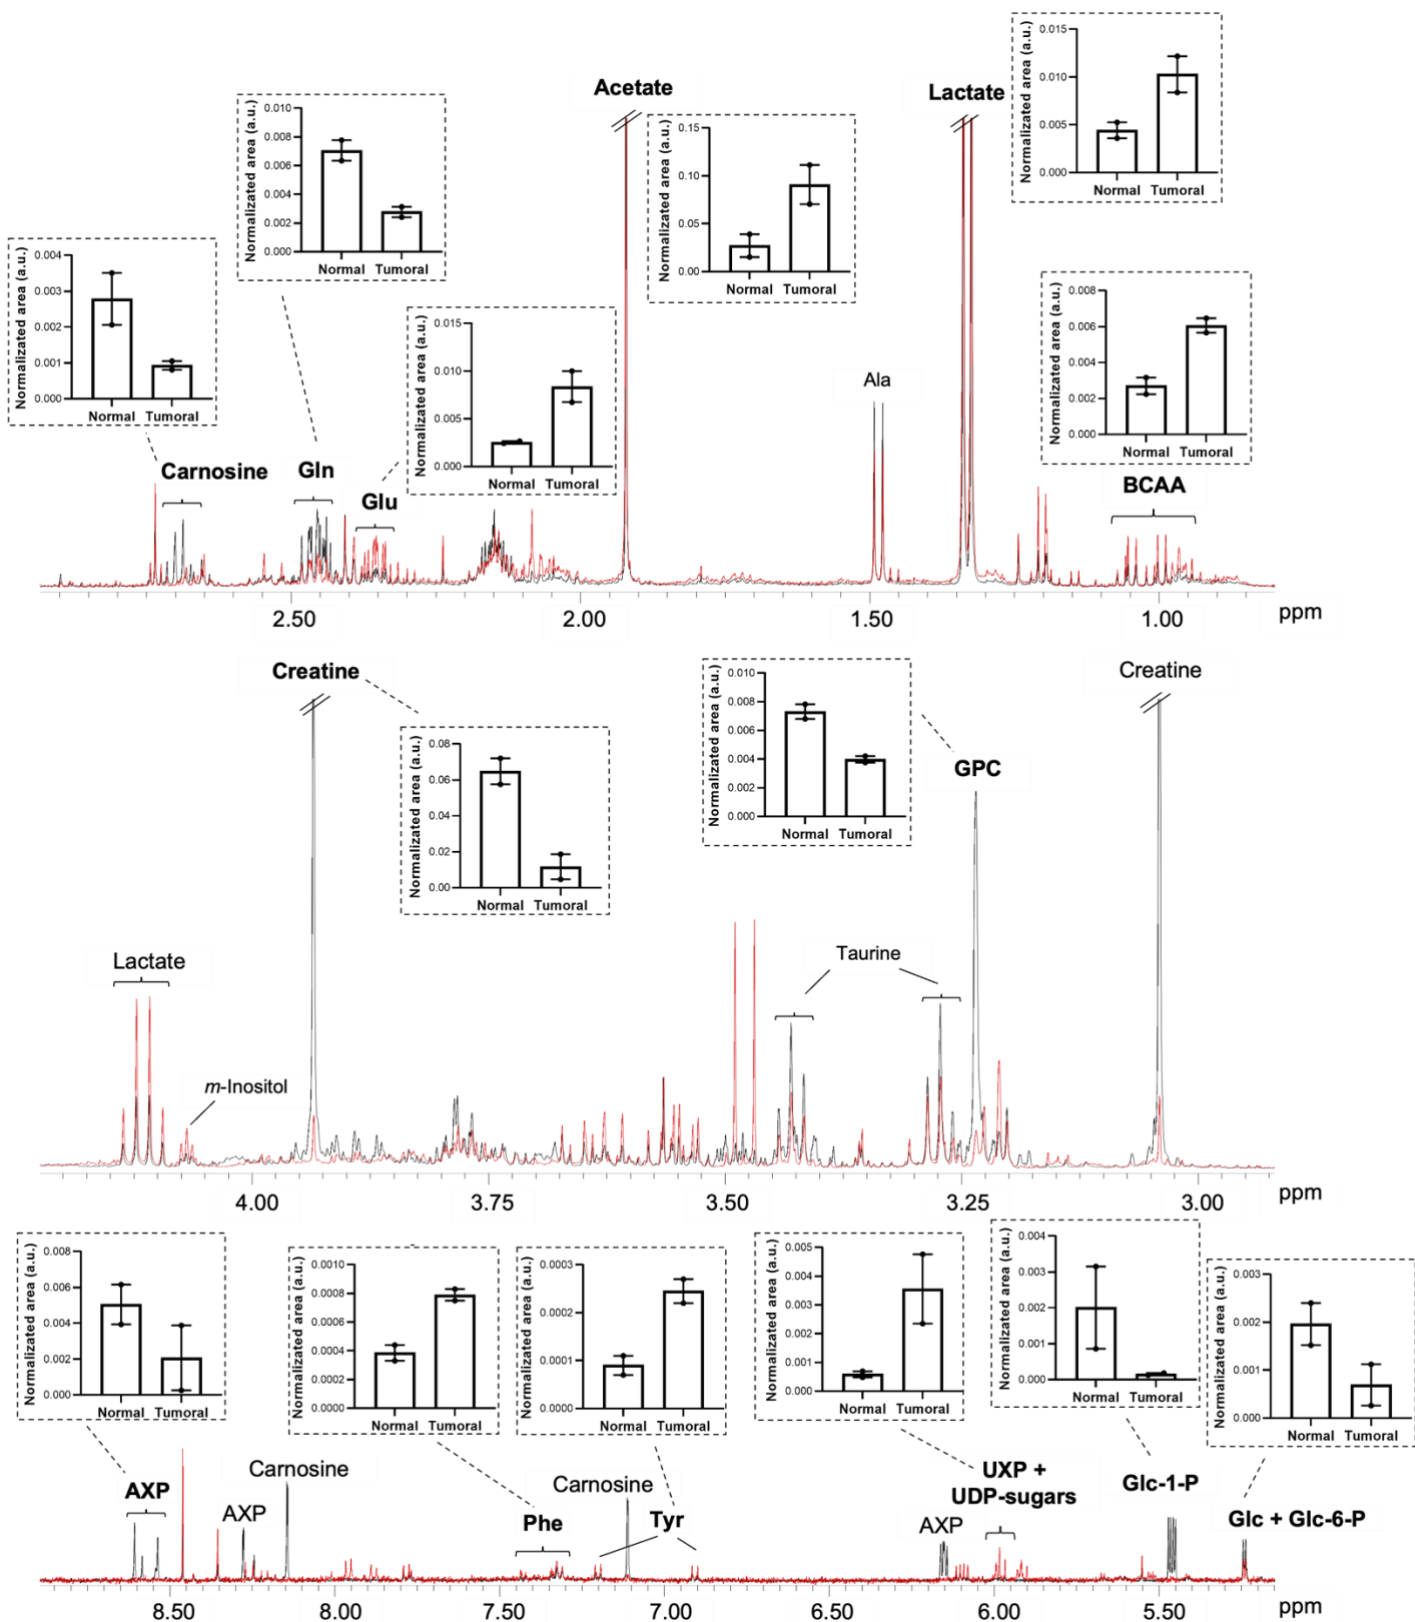 Normalizated area (a.u.)
0.015
0.010
0.005
0.000
Normal Tumoral
Lactate
Acetate
Normalizated area (a.u.)
0.010
0.008
0.006
0.004
0.002
0.000
Normal Tumoral
Normalizated area (a.u.)
0.15
0.10
0.05
0.00
Normal Tumoral
Normalizated area (a.u.)
0.004
0.003
0.002
0.001
0.000
Normal Tumoral
Normalizated area (a.u.)
0.015
0.010
0.005
0.000
Normal Tumoral
Normalizated area (a.u.)
0.008
0.006
0.004
0.002
0.000
Normal Tumoral
Ala
Carnosine
Gln
Glu
BCAA
2.50 2.00 1.50 1.00 ppm
Creatine
Normalizated area (a.u.)
0.08
0.06
0.04
0.02
0.00
Normal Tumoral
Normalizated area (a.u.)
0.010
0.008
0.006
0.004
0.002
0.000
Normal Tumoral
GPC
Creatine
Lactate
m-Inositol
Taurine
4.00 3.75 3.50 3.25 3.00 ppm
Normalizated area (a.u.)
0.008
0.006
0.004
0.002
0.000
Normal Tumoral
Normalizated area (a.u.)
0.0010
0.0008
0.0006
0.0004
0.0002
0.0000
Normal Tumoral
Normalizated area (a.u.)
0.0003
0.0002
0.0001
0.0000
Normal Tumoral
Normalizated area (a.u.)
0.005
0.004
0.003
0.002
0.001
0.000
Normal Tumoral
Normalizated area (a.u.)
0.004
0.003
0.002
0.001
0.000
Normal Tumoral
Normalizated area (a.u.)
0.003
0.002
0.001
0.000
Normal Tumoral
AXP
AXP
Carnosine
Phe
Carnosine
Tyr
AXP
UXP +
UDP-sugars
Glc-1-P
Glc + Glc-6-P
8.50 8.00 7.50 7.00 6.50 6.00 5.50 ppm